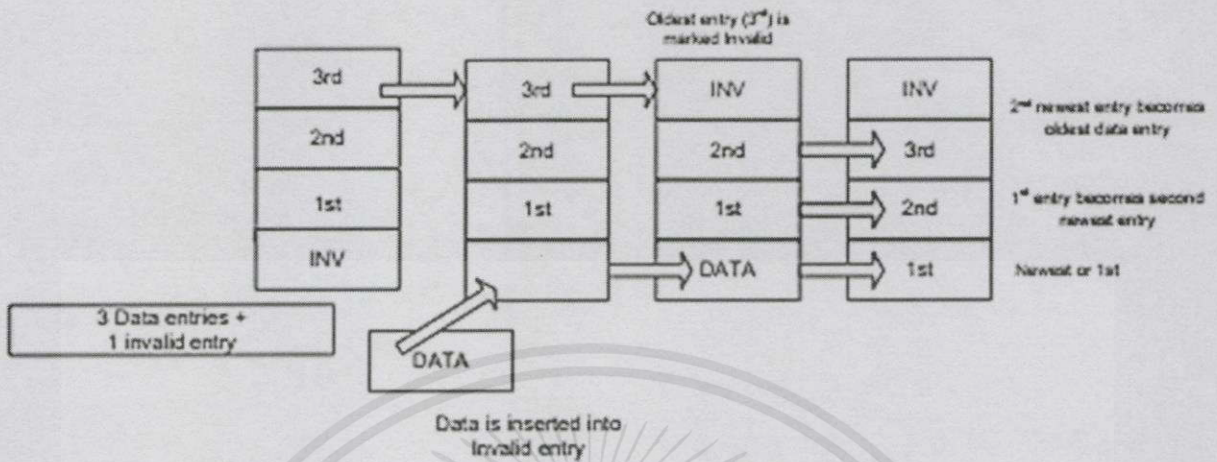 Oldest entry (3rd) is
marked Invalid
3rd
2nd
1st
INV
3rd
2nd
1st
INV
2nd
1st
DATA
INV
3rd
2nd
1st
2nd newest entry becomes
oldest data entry
1st entry becomes second
newest entry
Newest or 1st
3 Data entries +
1 invalid entry
DATA
Data is inserted into
Invalid entry